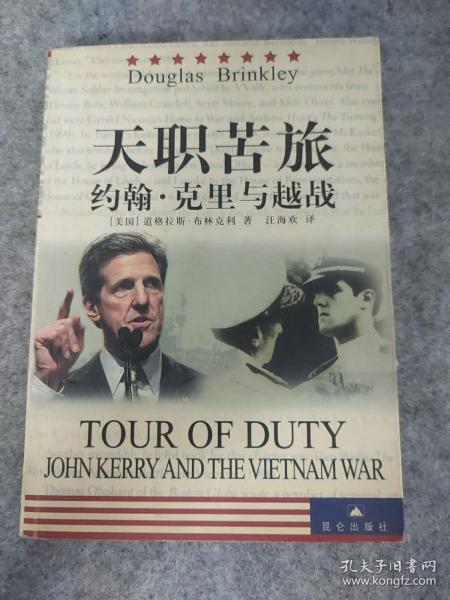 Douglas Brinkley
天职苦旅
约翰·克里与越战
[美国] 道格拉斯·布林克利 著 汪海欢 译
TOUR OF DUTY
JOHN KERRY AND THE VIETNAM WAR
昆仑出版社
孔夫子旧书网
www.kongfz.com